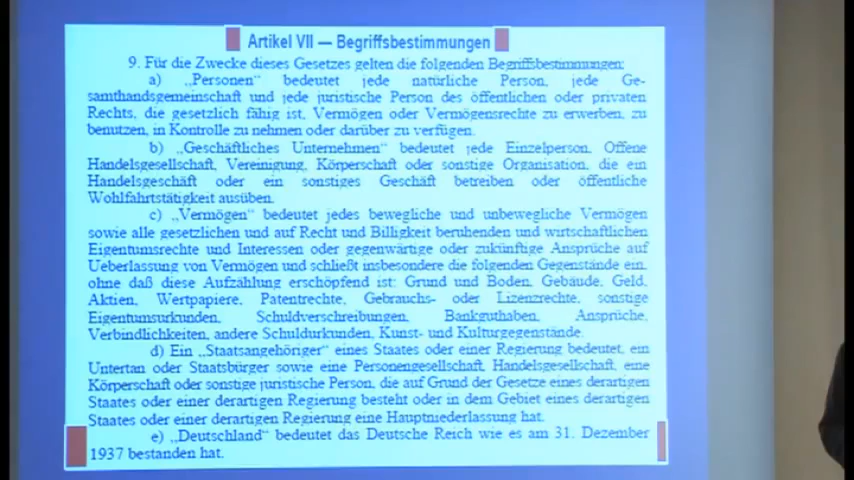 Artikel VII — Begriffsbestimmungen
9. Für die Zwecke dieses Gesetzes gelten die folgenden Begriffsbestimmungen:
a) „Personen“ bedeutet jede natürliche Person, jede Ge-
samthandsgemeinschaft und jede juristische Person des öffentlichen oder privaten
Rechts, die gesetzlich fähig ist, Vermögen oder Vermögensrechte zu erwerben, zu
benutzen, in Kontrolle zu nehmen oder darüber zu verfügen.
b) „Geschäftliches Unternehmen“ bedeutet jede Einzelperson, Offene
Handelsgesellschaft, Vereinigung, Körperschaft oder sonstige Organisation, die ein
Handelsgeschäft oder ein sonstiges Geschäft betreiben oder öffentliche
Wohlfahrtstätigkeit ausüben.
c) „Vermögen“ bedeutet jedes bewegliche und unbewegliche Vermögen
sowie alle gesetzlichen und auf Recht und Billigkeit beruhenden und wirtschaftlichen
Eigentumsrechte und Interessen oder gegenwärtige oder zukünftige Ansprüche auf
Ueberlassung von Vermögen und schließt insbesondere die folgenden Gegenstände ein,
ohne daß diese Aufzählung erschöpfend ist: Grund und Boden, Gebäude, Geld,
Aktien, Wertpapiere, Patentrechte, Gebrauchs- oder Lizenzrechte, sonstige
Eigentumsurkunden, Schuldverschreibungen, Bankguthaben, Ansprüche,
Verbindlichkeiten, andere Schuldurkunden, Kunst- und Kulturgegenstände.
d) Ein „Staatsangehöriger“ eines Staates oder einer Regierung bedeutet, ein
Untertan oder Staatsbürger sowie eine Personengesellschaft, Handelsgesellschaft, eine
Körperschaft oder sonstige juristische Person, die auf Grund der Gesetze eines derartigen
Staates oder einer derartigen Regierung besteht oder in dem Gebiet eines derartigen
Staates oder einer derartigen Regierung eine Hauptniederlassung hat.
e) „Deutschland“ bedeutet das Deutsche Reich wie es am 31. Dezember
1937 bestanden hat.